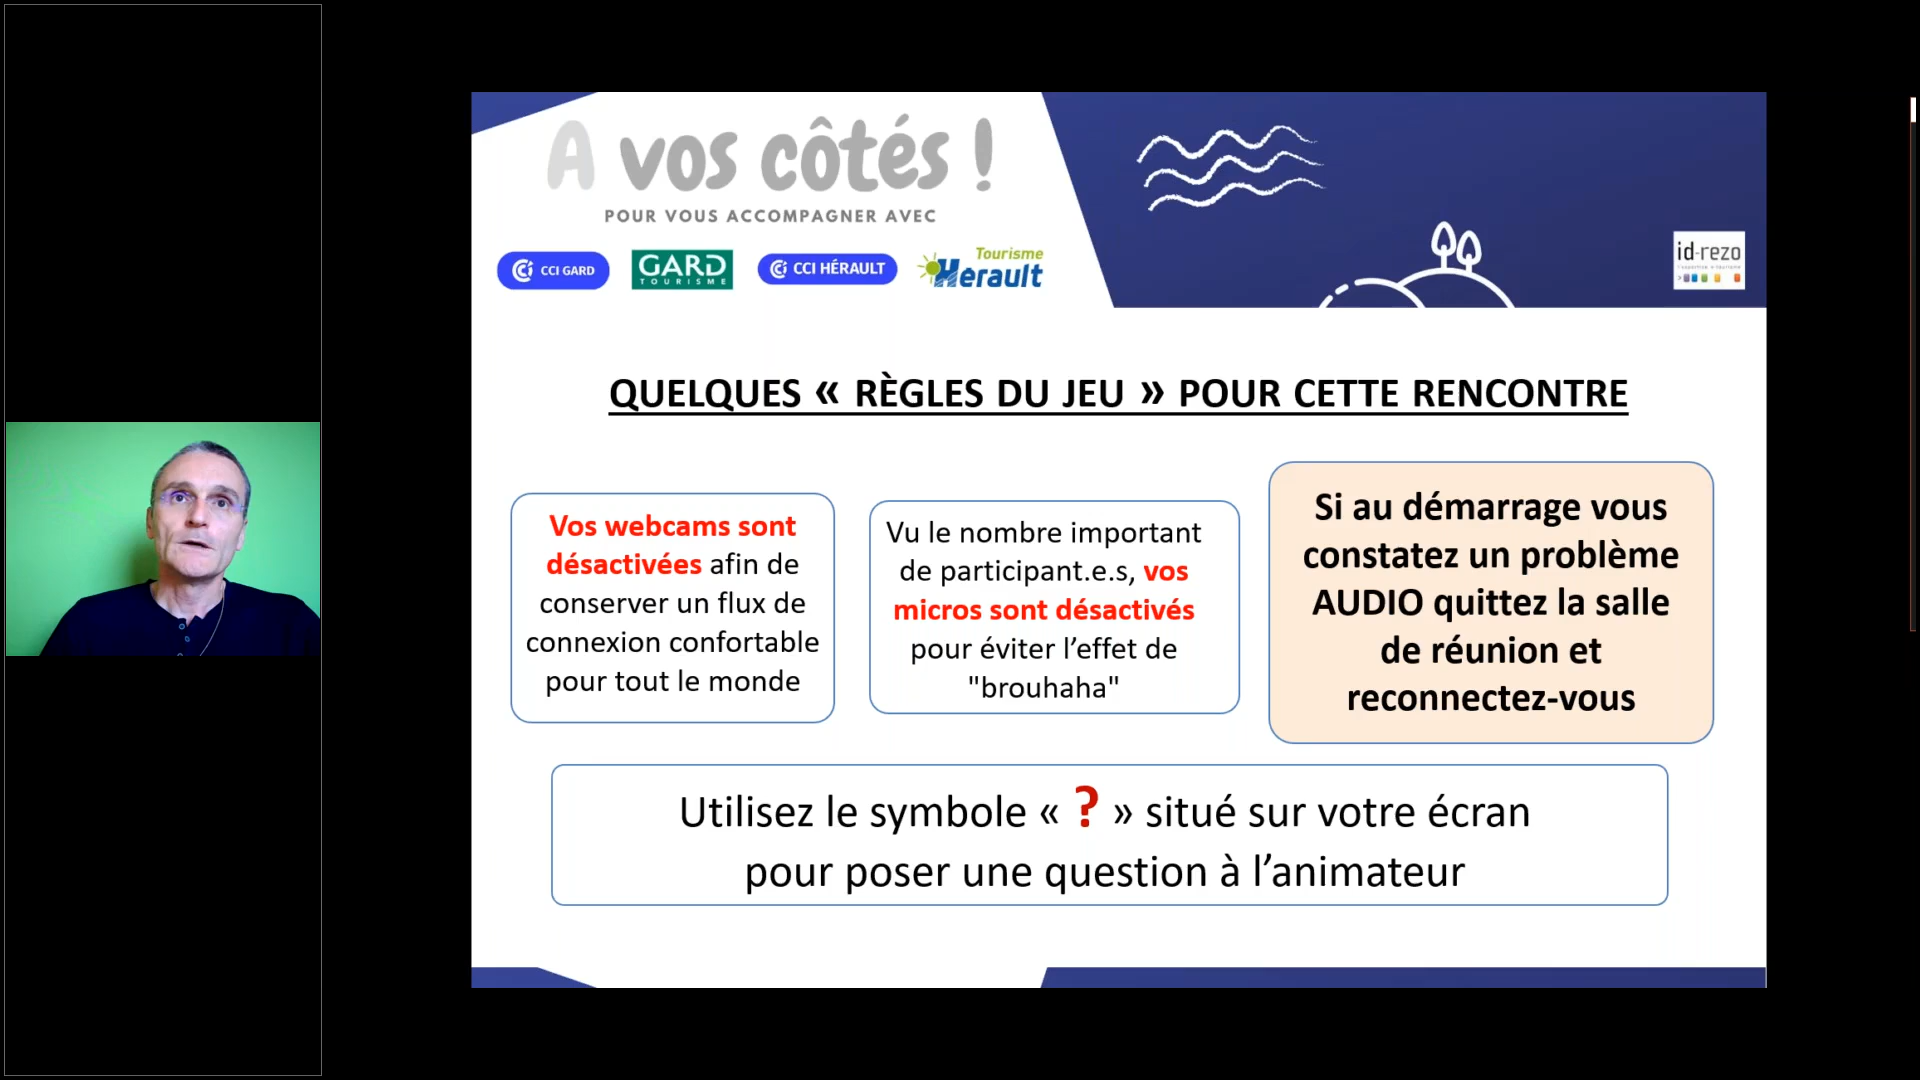 A vos côtés !
POUR VOUS ACCOMPAGNER AVEC
CCI GARD
GARD
TOURISME
CCI HÉRAULT
Tourisme
Herault
id-rezo
QUELQUES « RÈGLES DU JEU » POUR CETTE RENCONTRE
Vos webcams sont
désactivées afin de
conserver un flux de
connexion confortable
pour tout le monde
Vu le nombre important
de participant.e.s, vos
micros sont désactivés
pour éviter l’effet de
"brouhaha"
Si au démarrage vous
constatez un problème
AUDIO quittez la salle
de réunion et
reconnectez-vous
Utilisez le symbole « ? » situé sur votre écran
pour poser une question à l’animateur